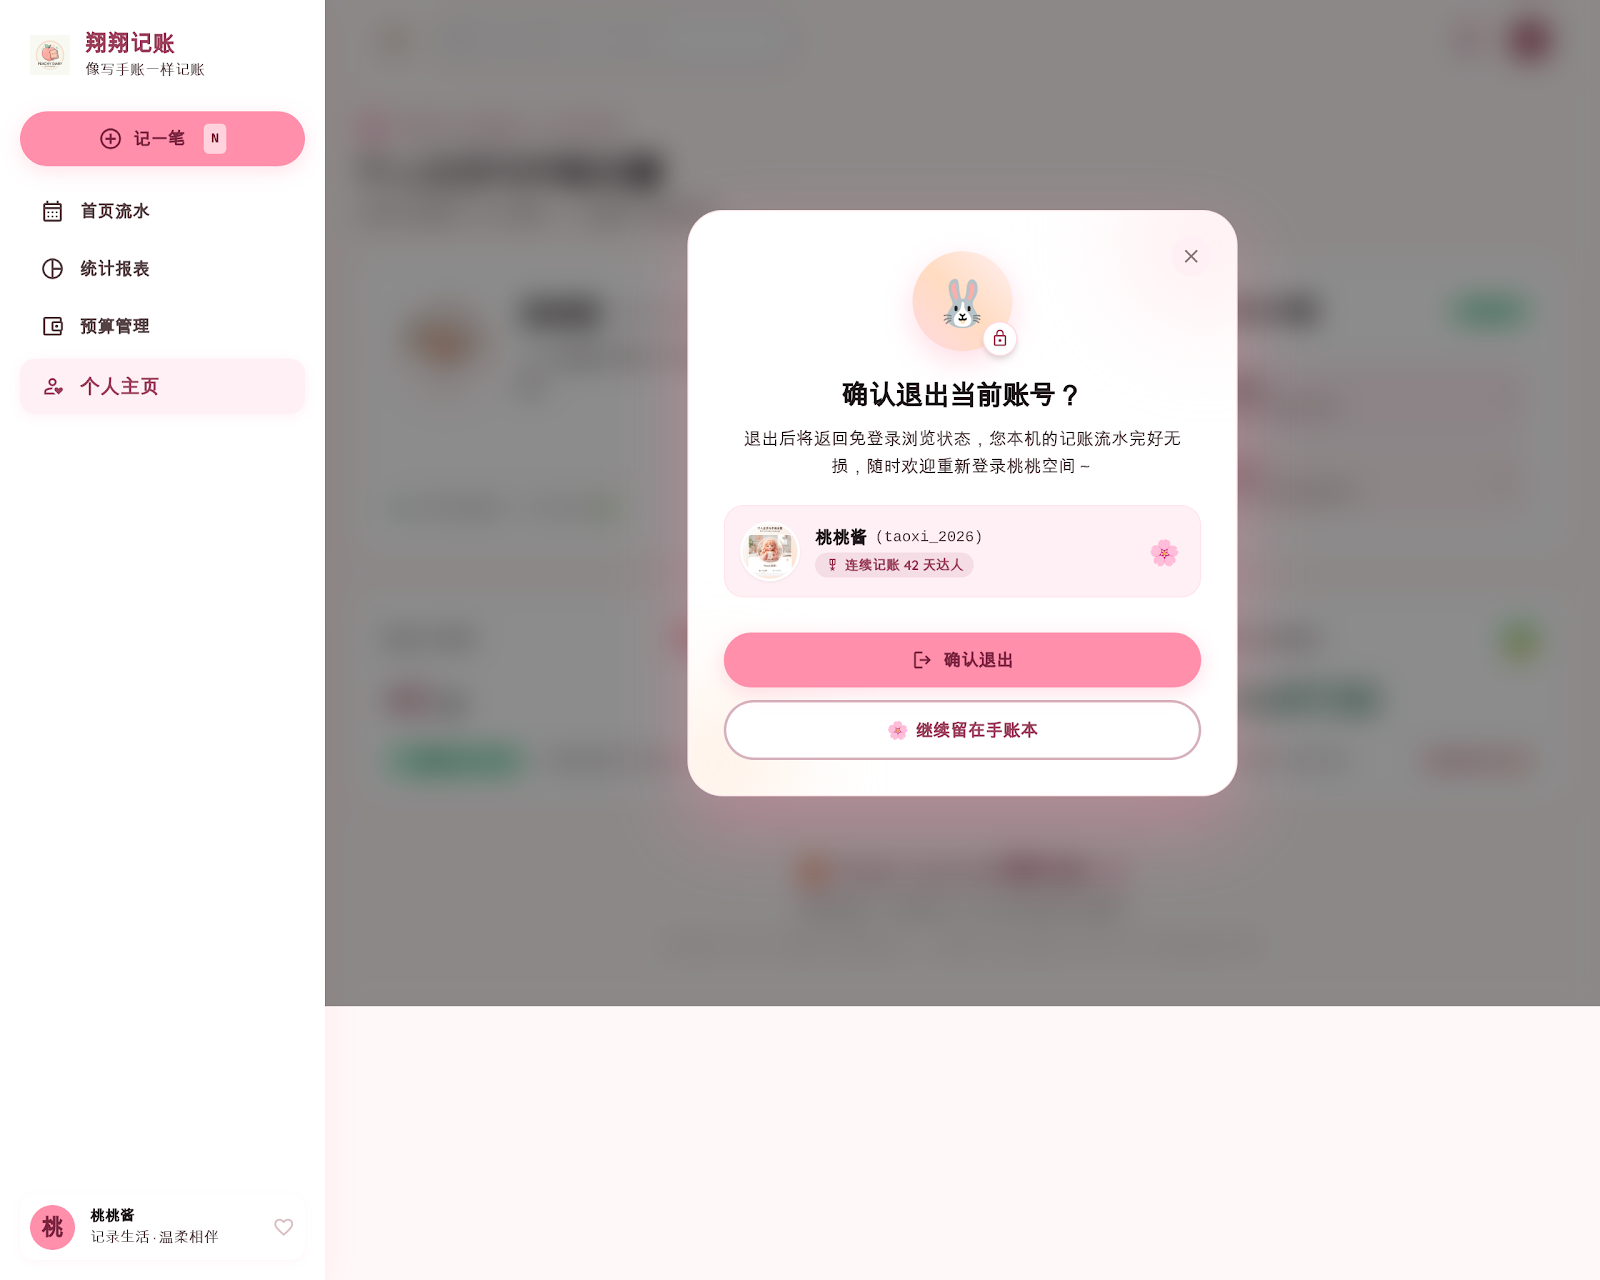 翔翔记账
像写手账一样记账
记一笔 N
首页流水
统计报表
预算管理
个人主页
确认退出当前账号？
退出后将返回免登录浏览状态，您本机的记账流水完好无
损，随时欢迎重新登录桃桃空间～
桃桃酱 (taoxi_2026)
连续记账 42 天达人
确认退出
继续留在手账本
桃
桃桃酱
记录生活·温柔相伴